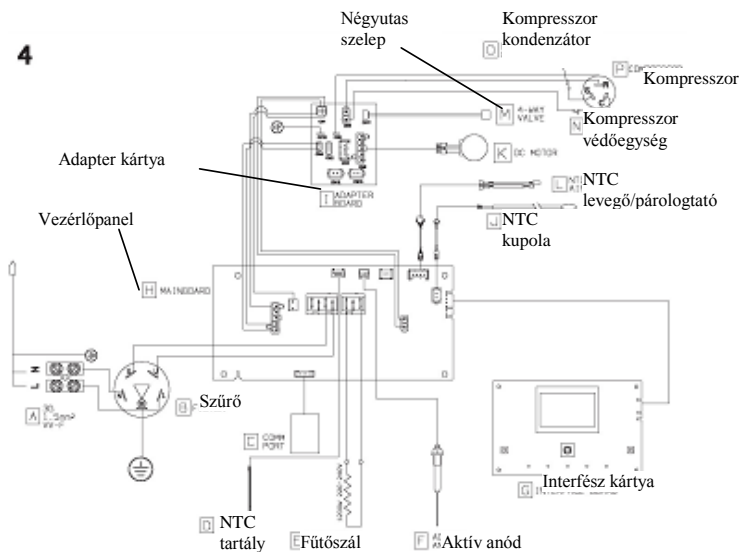 4
Négyutas
szelep
O
Kompresszor
kondenzátor
P
Kompresszor
M 4-WAY
VALVE
N
Kompresszor
védőegység
K DC MOTOR
Adapter kártya
I ADAPTER
BOARD
L NTC
levegő/párologtató
J NTC
kupola
Vezérlőpanel
H MAINBOARD
N
L
A
B Szűrő
C COMM
PORT
Interfész kártya
G
D NTC
tartály
E Fűtőszál
F Aktív anód